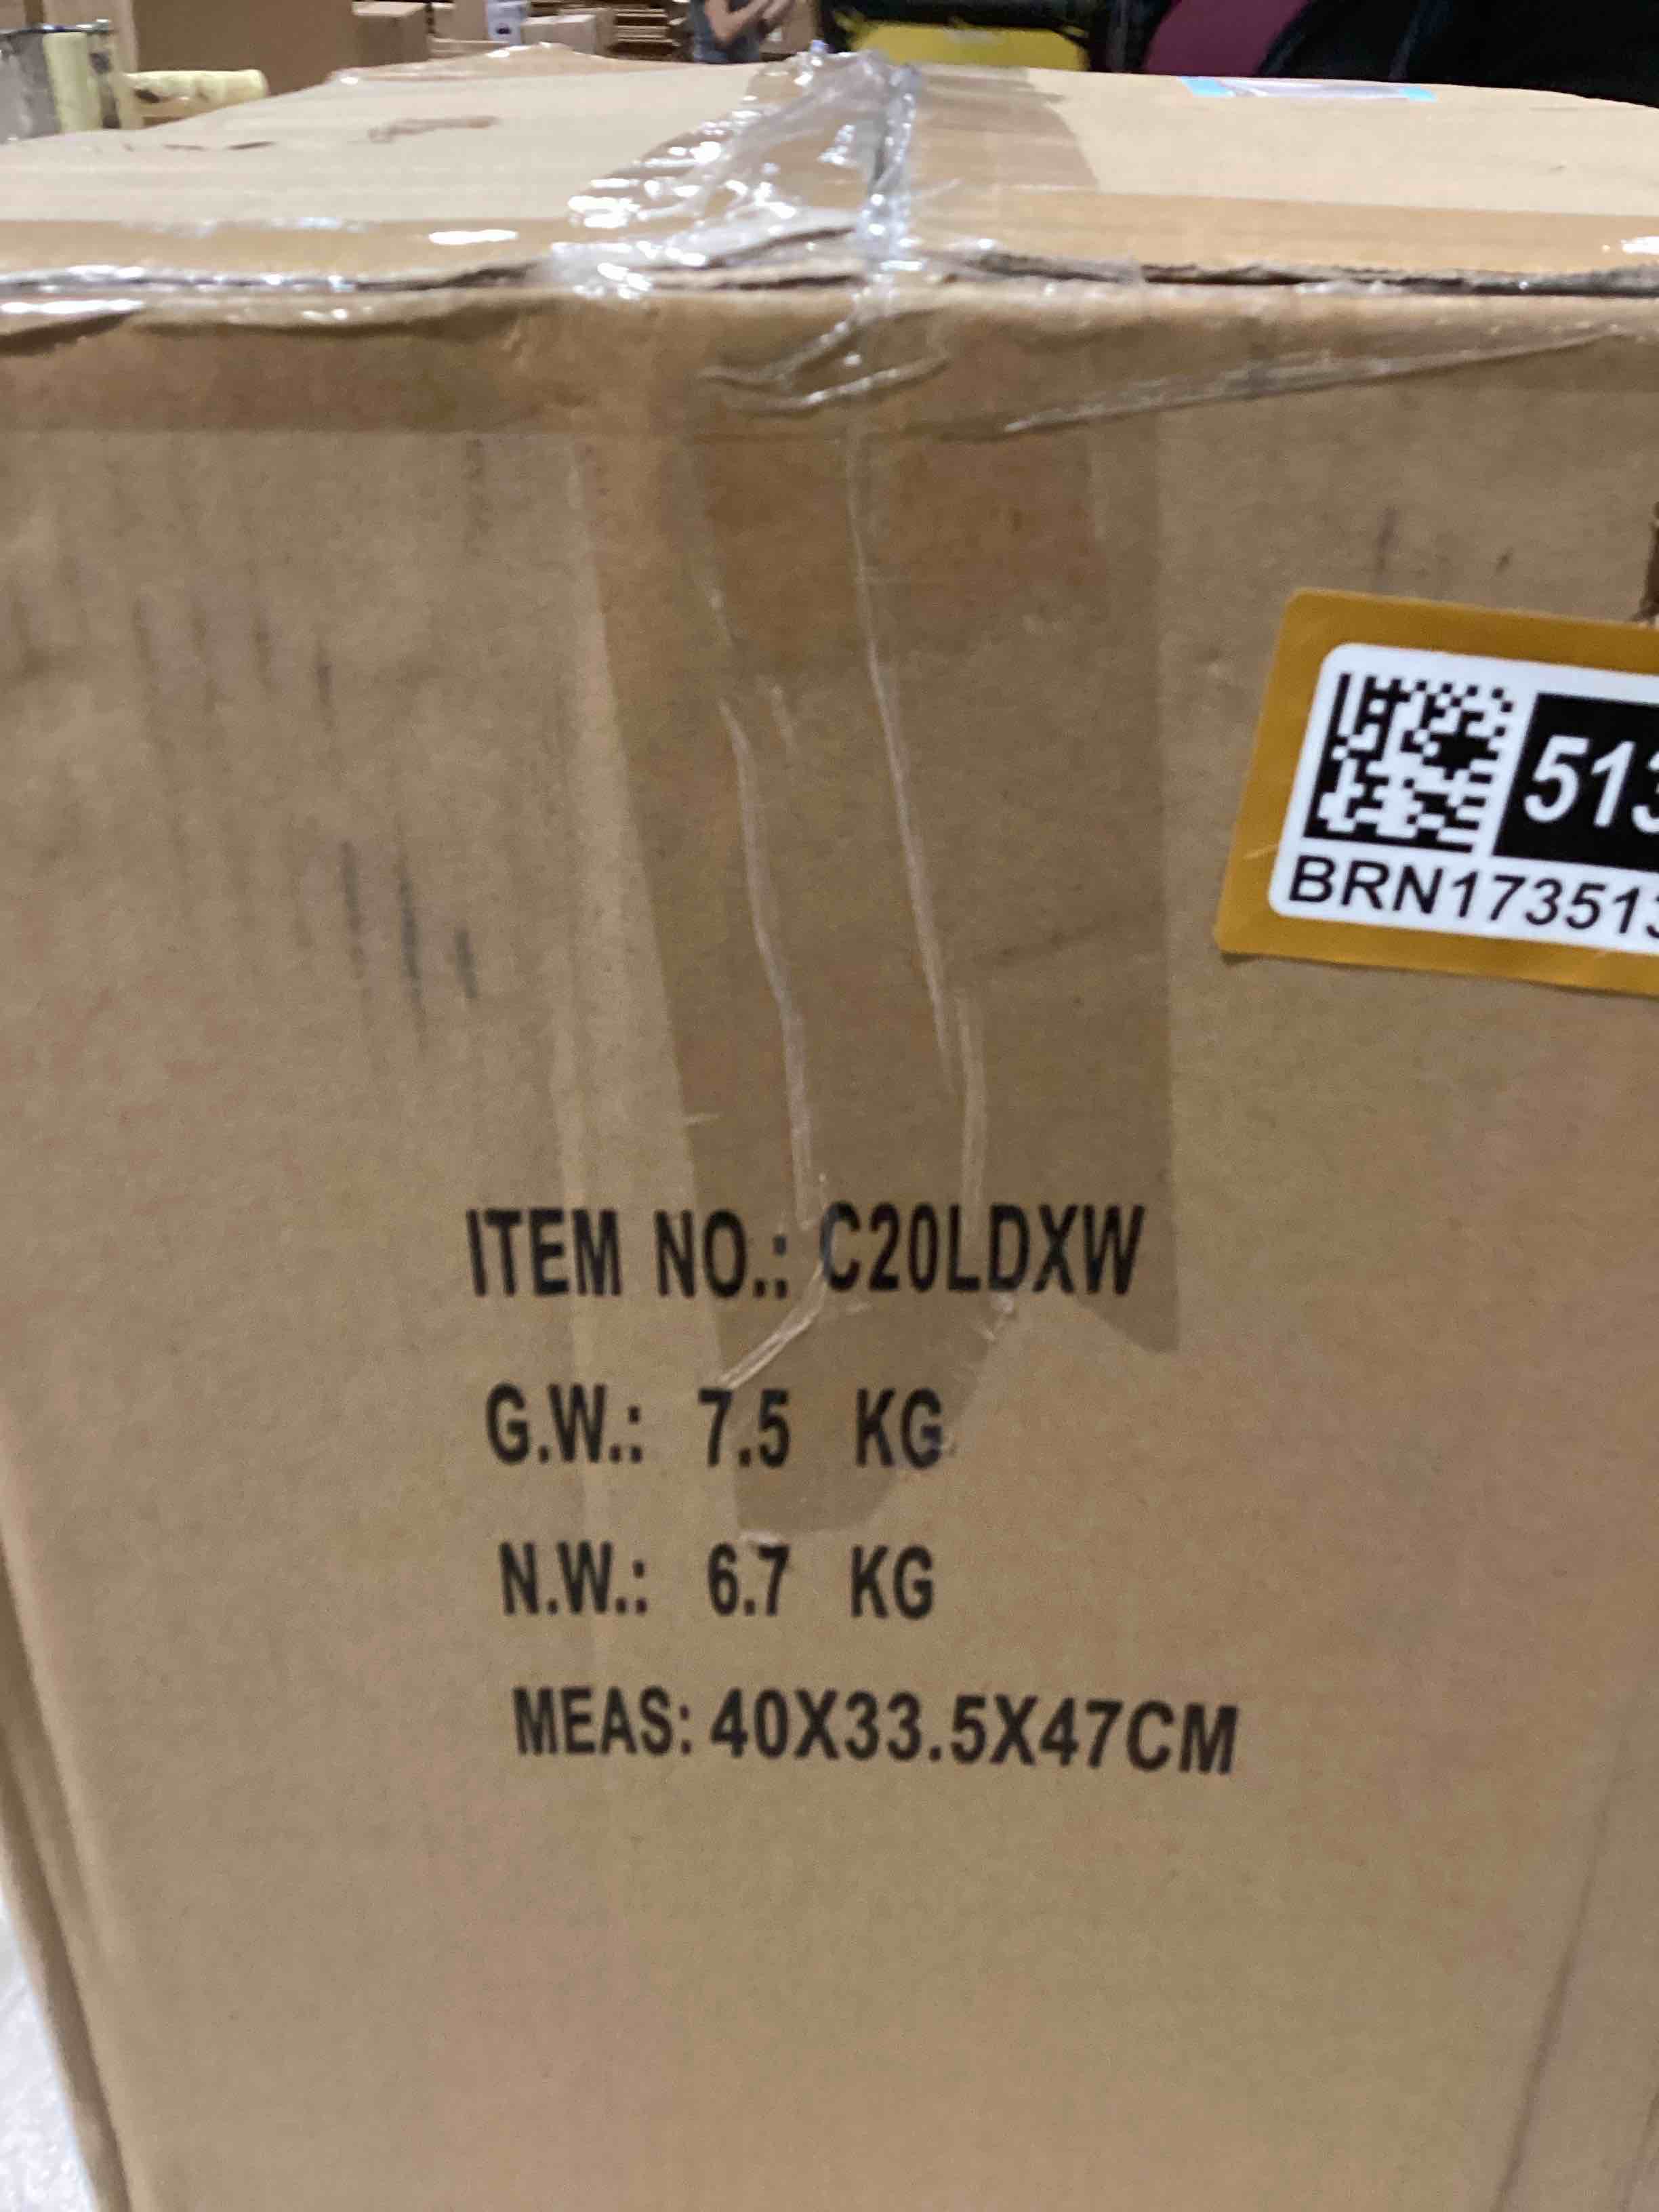 513
BRN173513
ITEM NO.: C20LDXW
G.W.: 7.5 KG
N.W.: 6.7 KG
MEAS: 40X33.5X47CM